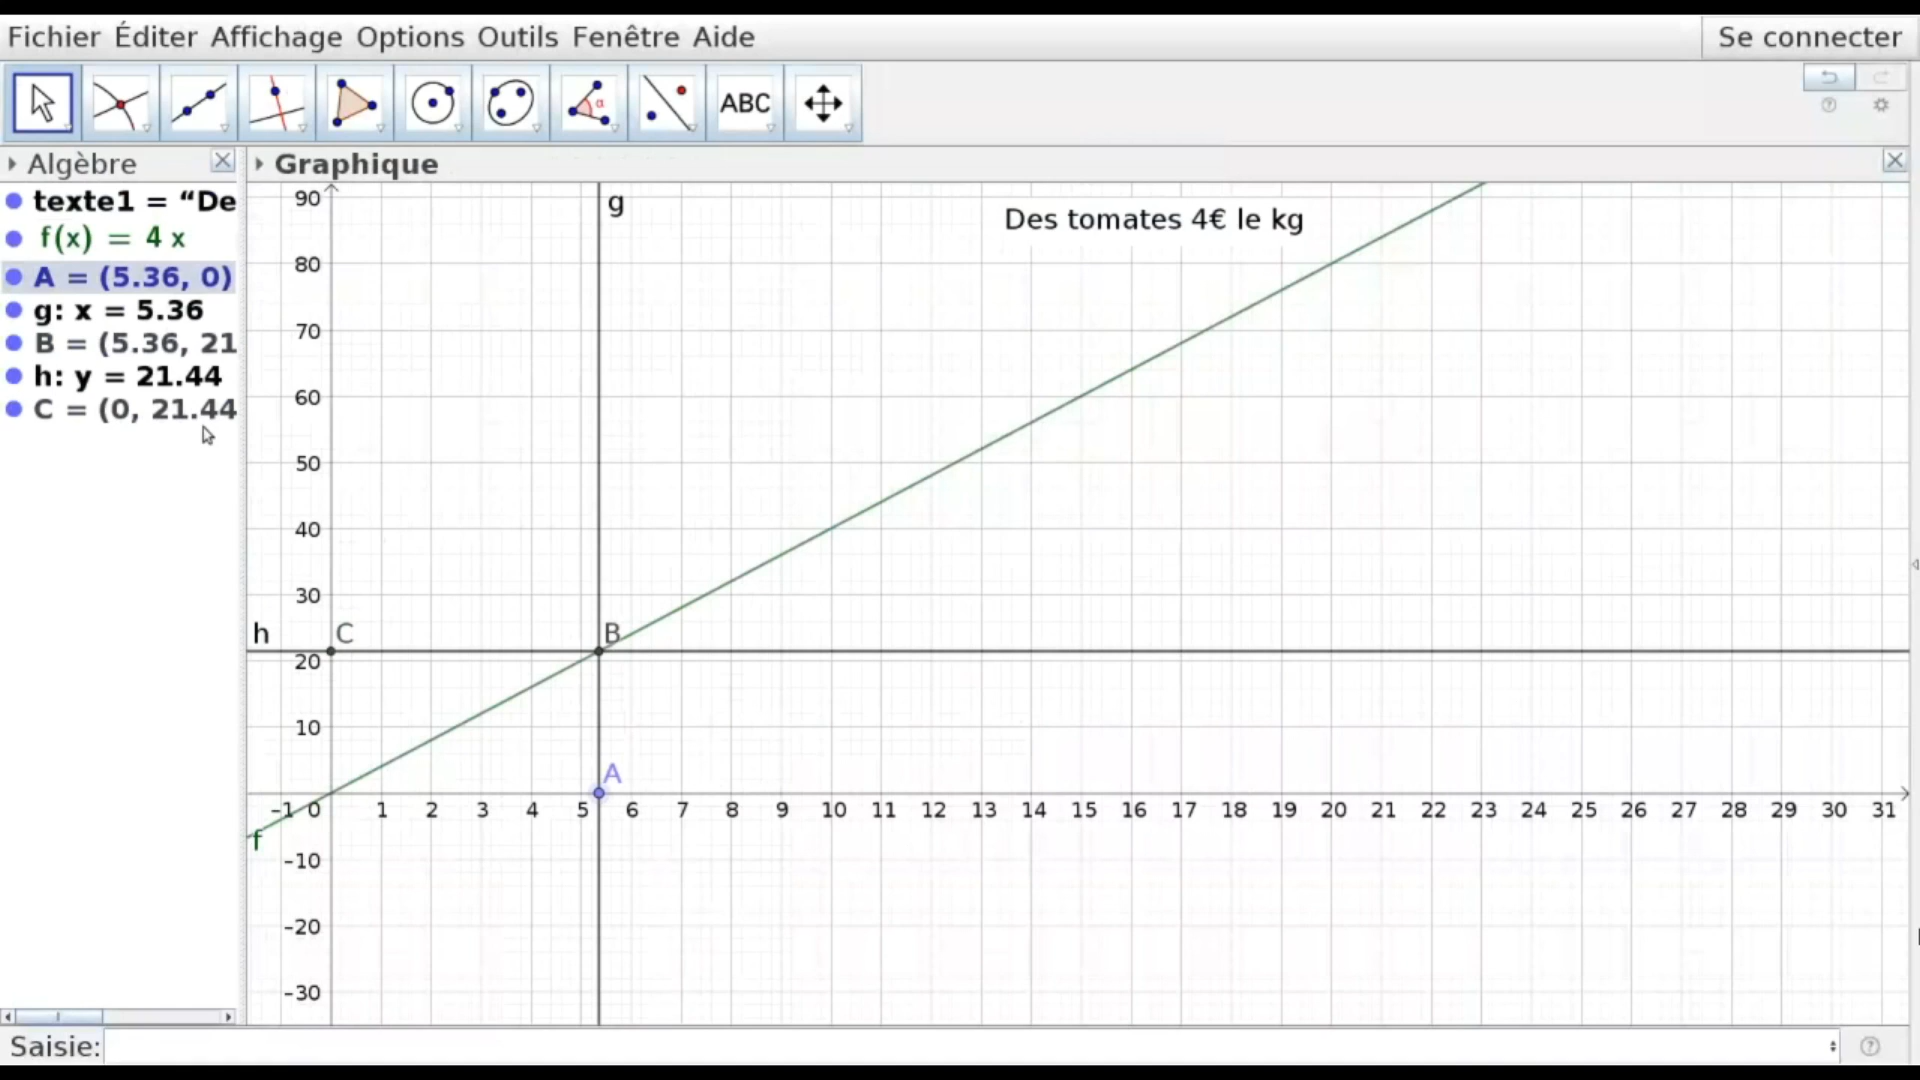 Fichier Éditer Affichage Options Outils Fenêtre Aide
Se connecter
α
ABC
Algèbre
Graphique
texte1 = “De
f(x) = 4 x
A = (5.36, 0)
g: x = 5.36
B = (5.36, 21
h: y = 21.44
C = (0, 21.44
g
Des tomates 4€ le kg
90
80
70
60
50
40
30
h C B
20
10
A
–1 0 1 2 3 4 5 6 7 8 9 10 11 12 13 14 15 16 17 18 19 20 21 22 23 24 25 26 27 28 29 30 31
f
–10
–20
–30
Saisie: